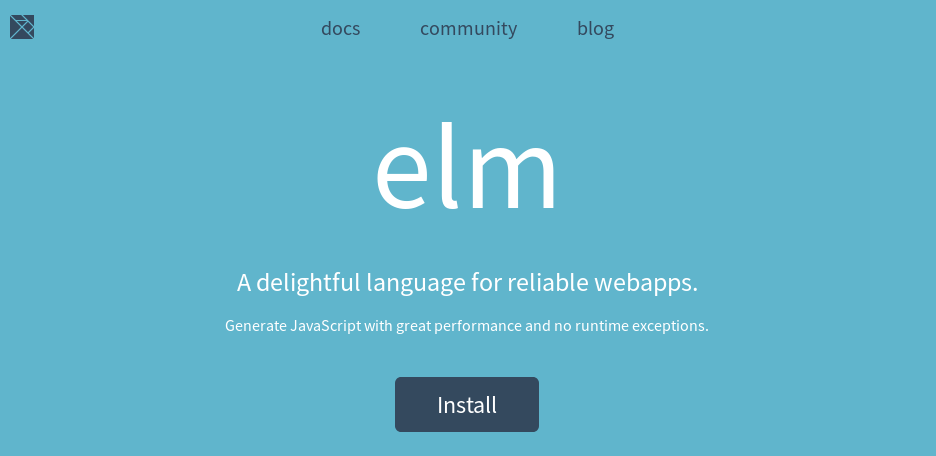 docs community blog
elm
A delightful language for reliable webapps.
Generate JavaScript with great performance and no runtime exceptions.
Install